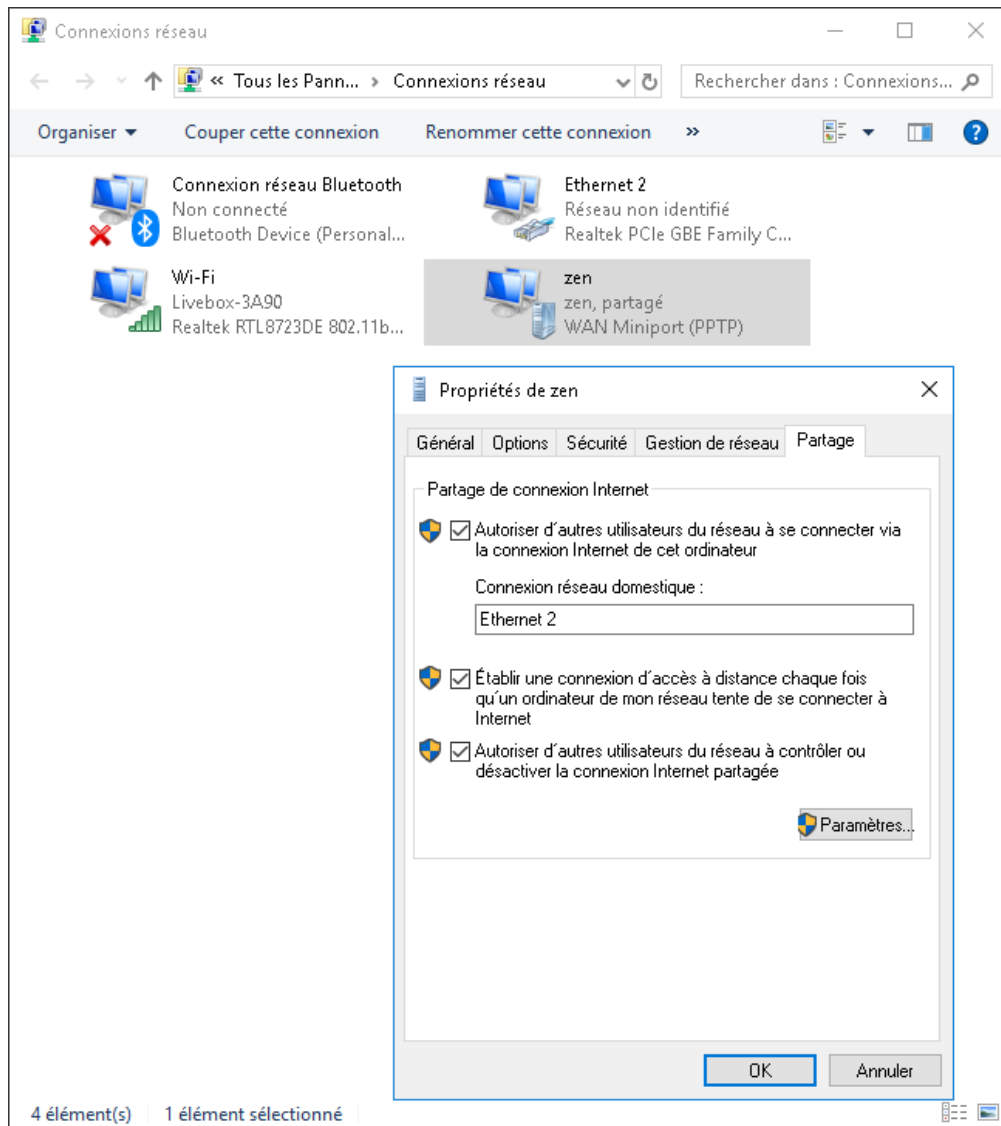 Connexions réseau
« Tous les Pann... › Connexions réseau
Rechercher dans : Connexions...
Organiser
Couper cette connexion
Renommer cette connexion
»
Connexion réseau Bluetooth
Non connecté
Bluetooth Device (Personal...
Ethernet 2
Réseau non identifié
Realtek PCIe GBE Family C...
Wi-Fi
Livebox-3A90
Realtek RTL8723DE 802.11b...
zen
zen, partagé
WAN Miniport (PPTP)
Propriétés de zen
Général Options Sécurité Gestion de réseau Partage
Partage de connexion Internet
Autoriser d´autres utilisateurs du réseau à se connecter via
la connexion Internet de cet ordinateur
Connexion réseau domestique :
Ethernet 2
Établir une connexion d´accès à distance chaque fois
qu´un ordinateur de mon réseau tente de se connecter à
Internet
Autoriser d´autres utilisateurs du réseau à contrôler ou
désactiver la connexion Internet partagée
Paramètres...
OK
Annuler
4 élément(s)
1 élément sélectionné